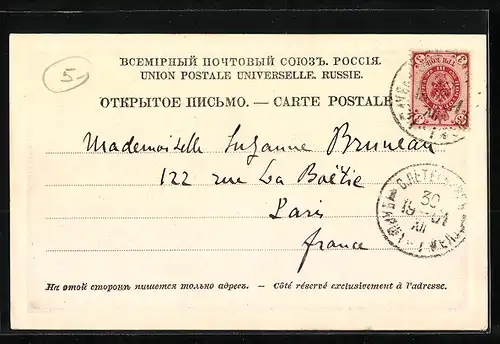 5-
ВСЕМІРНЫЙ ПОЧТОВЫЙ СОЮЗЪ. РОССІЯ.
UNION POSTALE UNIVERSELLE. RUSSIE.
ОТКРЫТОЕ ПИСЬМО. — CARTE POSTALE
Mademoiselle Suzanne Bruneau
122 rue La Boëtie
Paris
France
30
На этой сторонѣ пишется только адресъ. — Côté réservé exclusivement à l'adresse.